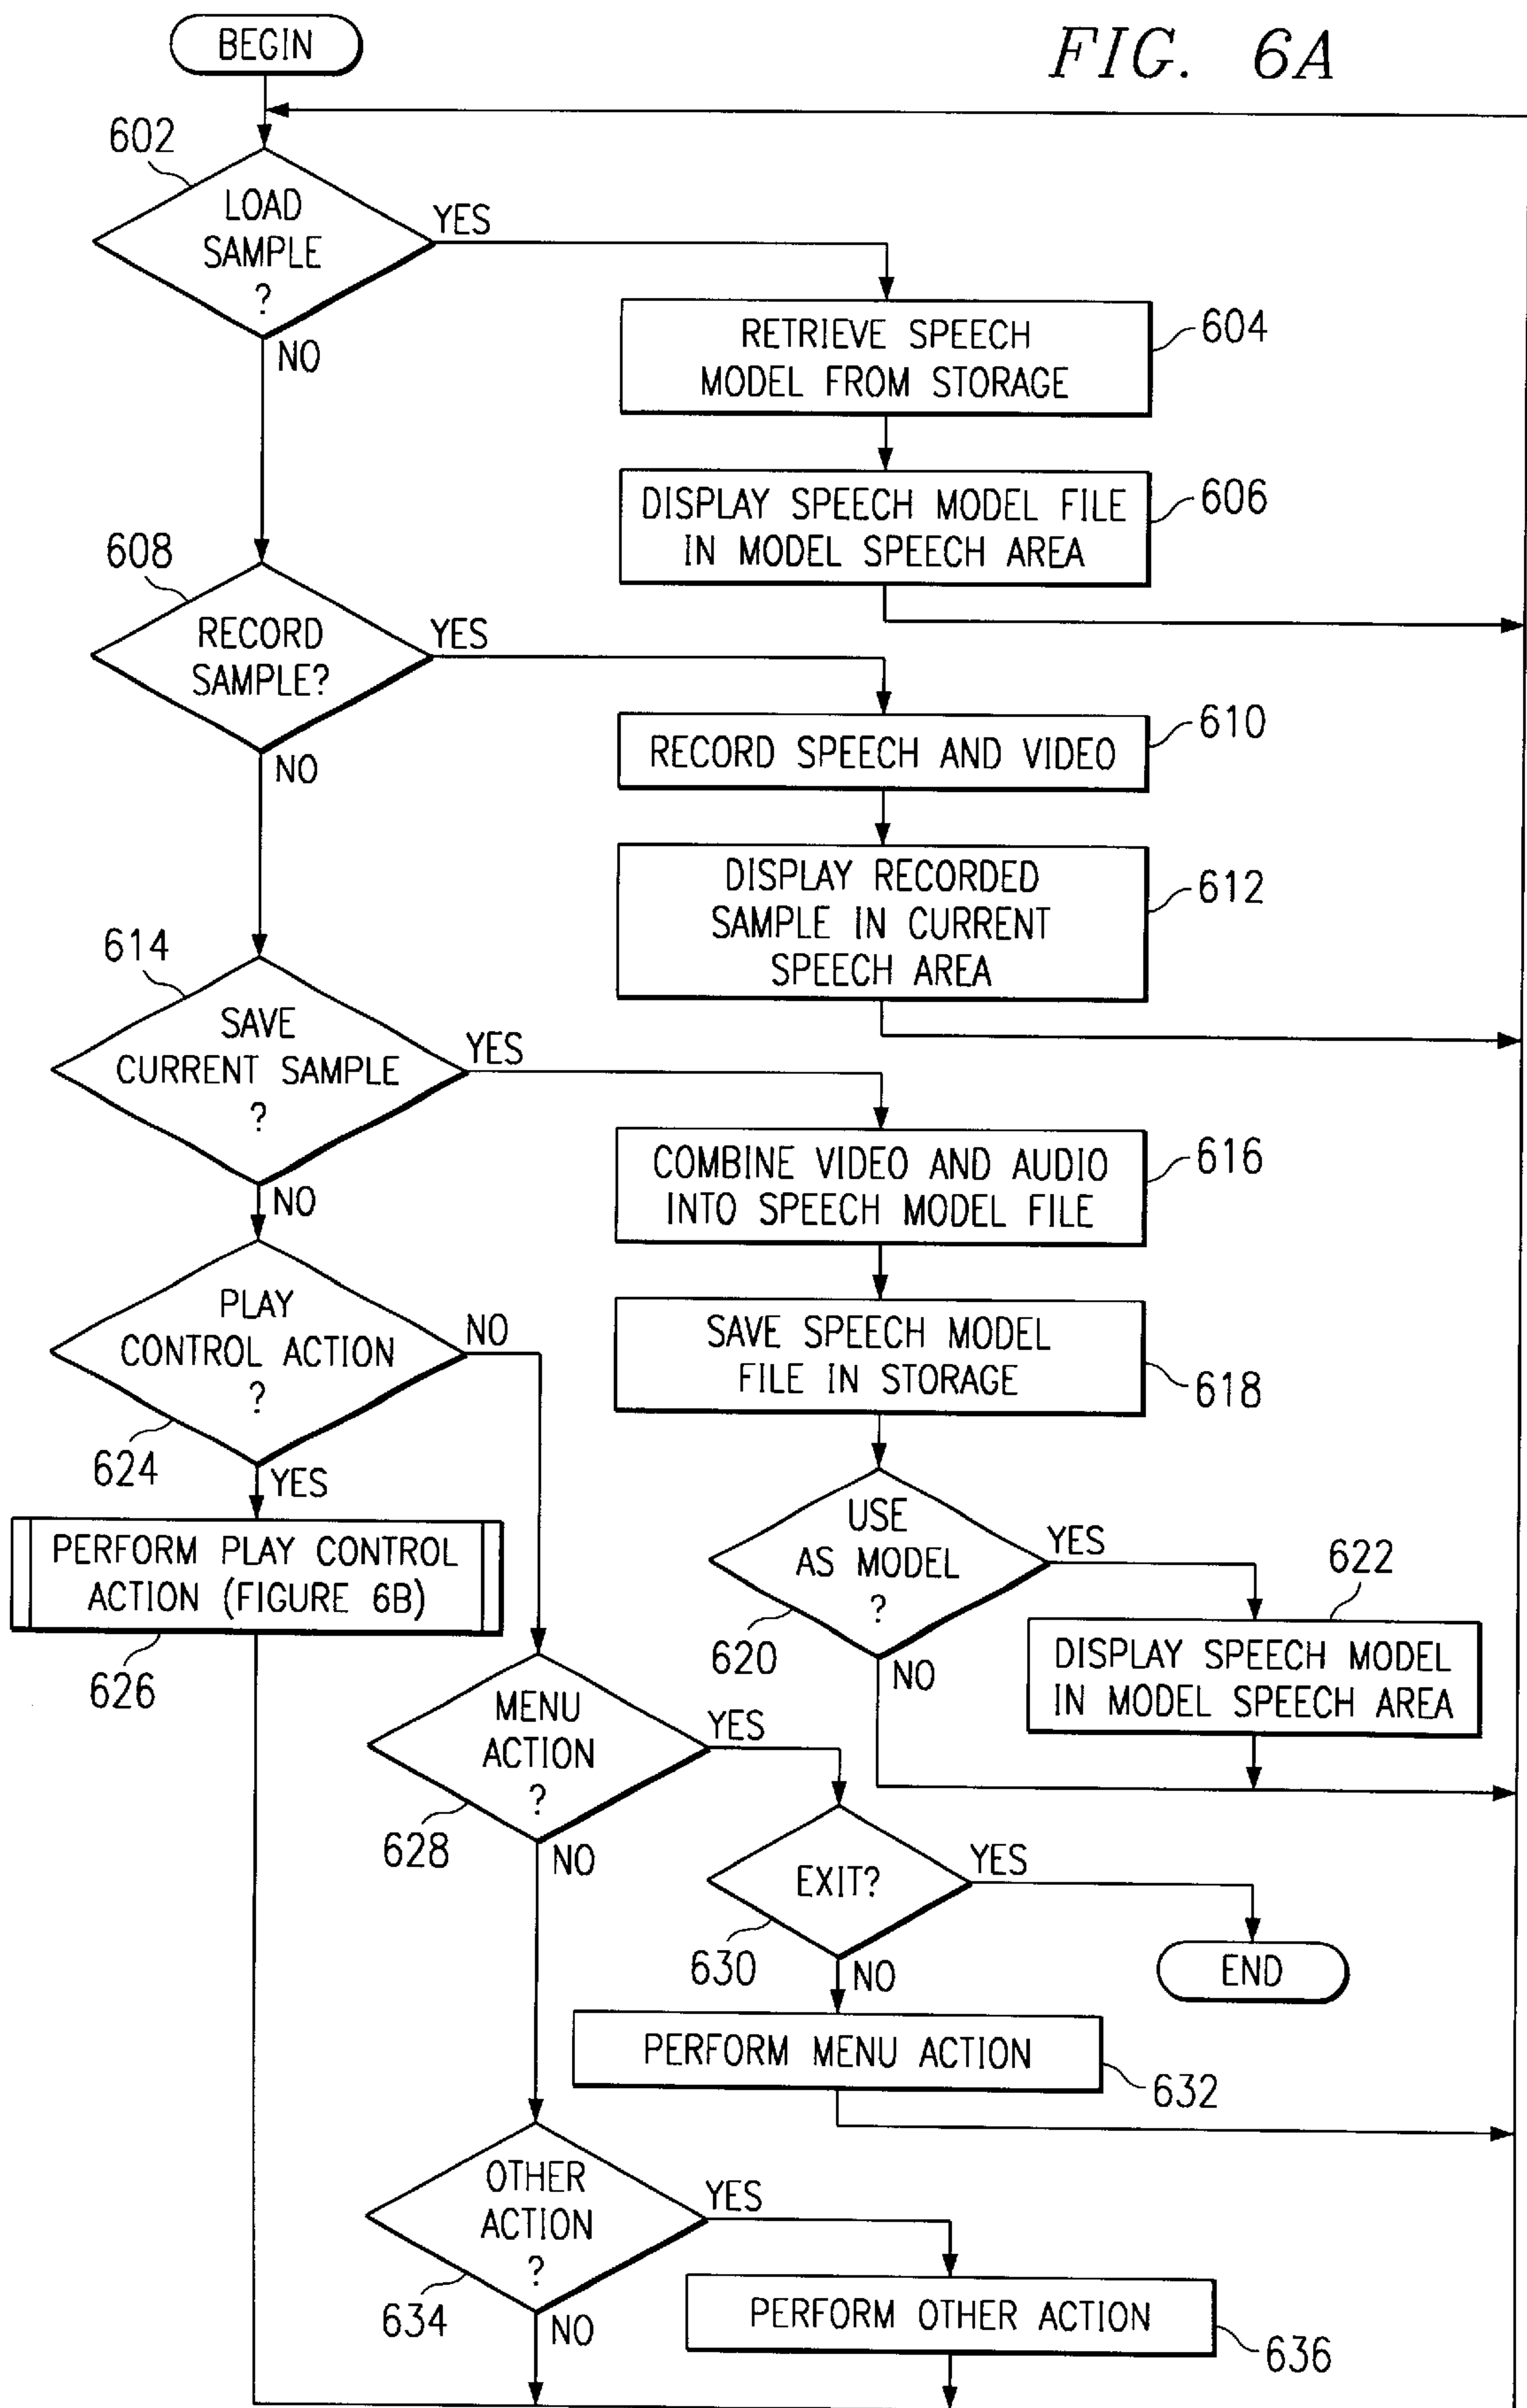 FIG. 6A
BEGIN
602
LOAD
SAMPLE
?
YES
NO
RETRIEVE SPEECH
MODEL FROM STORAGE
604
DISPLAY SPEECH MODEL FILE
IN MODEL SPEECH AREA
606
608
RECORD
SAMPLE?
YES
NO
RECORD SPEECH AND VIDEO
610
DISPLAY RECORDED
SAMPLE IN CURRENT
SPEECH AREA
612
614
SAVE
CURRENT SAMPLE
?
YES
NO
COMBINE VIDEO AND AUDIO
INTO SPEECH MODEL FILE
616
SAVE SPEECH MODEL
FILE IN STORAGE
618
PLAY
CONTROL ACTION
?
NO
624
YES
PERFORM PLAY CONTROL
ACTION (FIGURE 6B)
626
USE
AS MODEL
?
YES
620
NO
622
DISPLAY SPEECH MODEL
IN MODEL SPEECH AREA
MENU
ACTION
?
YES
628
NO
EXIT?
YES
630
NO
END
PERFORM MENU ACTION
632
OTHER
ACTION
?
YES
634
NO
PERFORM OTHER ACTION
636